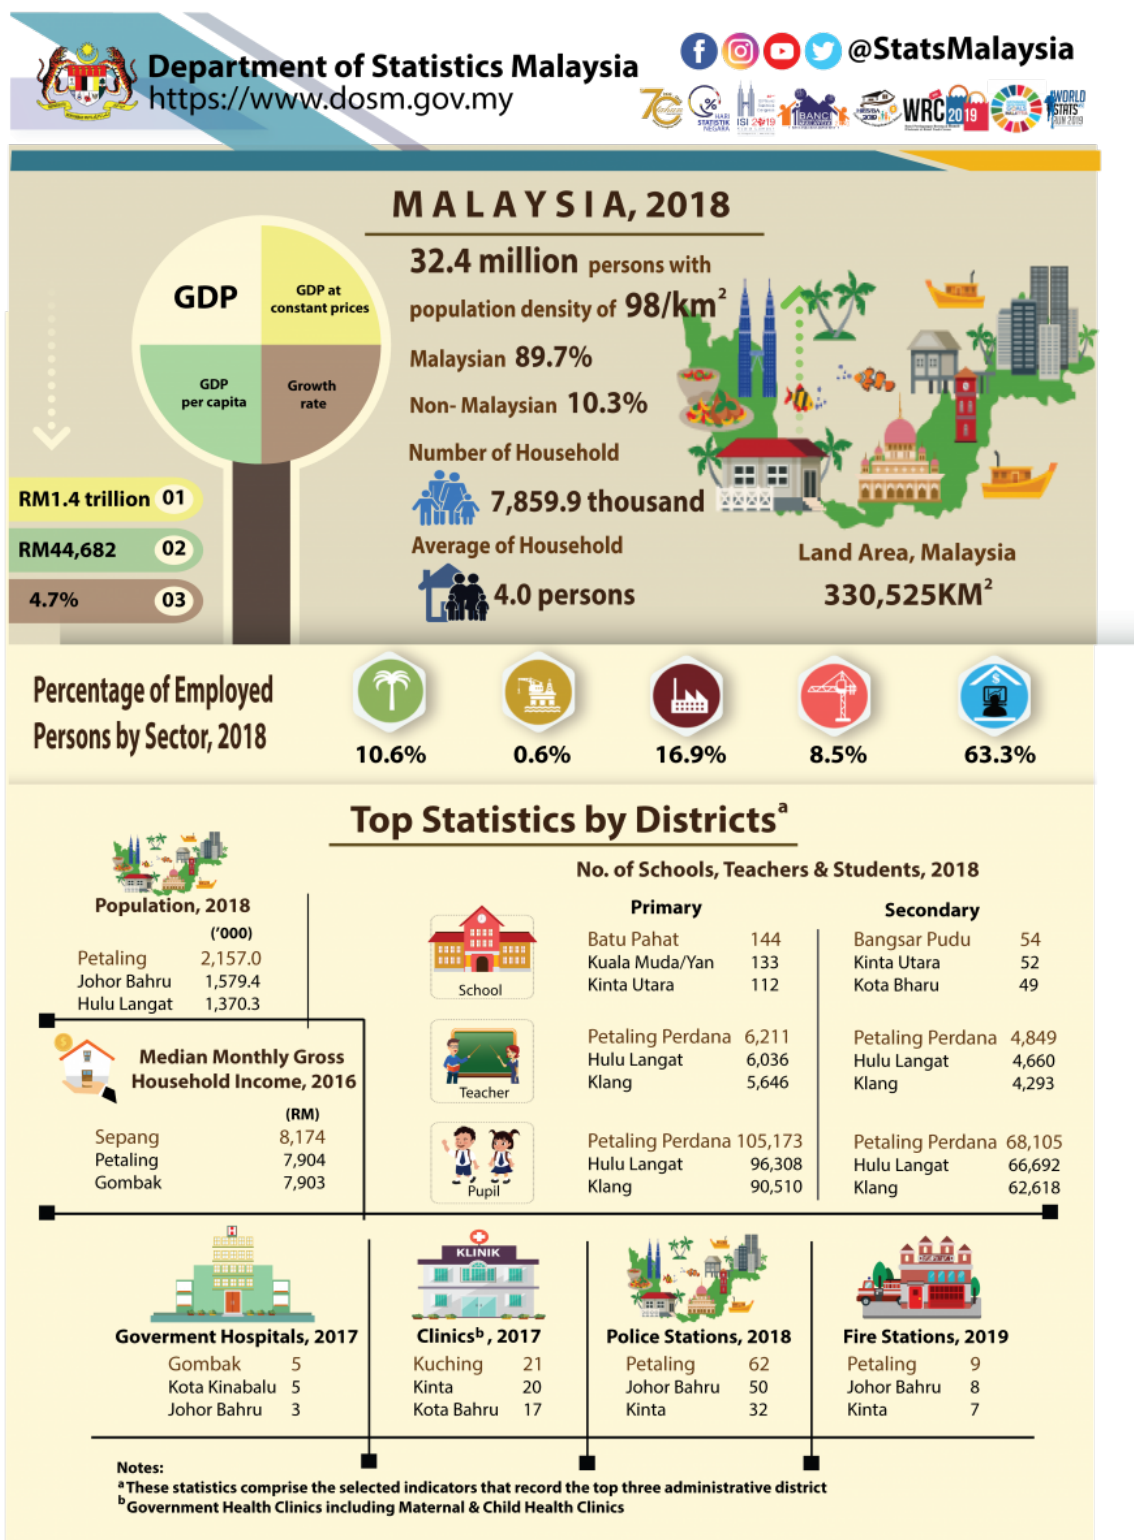 Department of Statistics Malaysia
https://www.dosm.gov.my
@StatsMalaysia
HARI
STATISTIK
NEGARA
ISI 2019
BANCI
WRC 2019
WORLD
STATS
RUN 2019
MALAYSIA, 2018
GDP
GDP at
constant prices
GDP
per capita
Growth
rate
RM1.4 trillion 01
RM44,682 02
4.7% 03
32.4 million persons with
population density of 98/km²
Malaysian 89.7%
Non- Malaysian 10.3%
Number of Household
7,859.9 thousand
Average of Household
4.0 persons
Land Area, Malaysia
330,525KM²
Percentage of Employed
Persons by Sector, 2018
10.6% 0.6% 16.9% 8.5% 63.3%
Top Statistics by Districtsª
Population, 2018
('000)
Petaling 2,157.0
Johor Bahru 1,579.4
Hulu Langat 1,370.3
Median Monthly Gross
Household Income, 2016
(RM)
Sepang 8,174
Petaling 7,904
Gombak 7,903
No. of Schools, Teachers & Students, 2018
Primary
Secondary
School
Batu Pahat 144
Kuala Muda/Yan 133
Kinta Utara 112
Bangsar Pudu 54
Kinta Utara 52
Kota Bharu 49
Teacher
Petaling Perdana 6,211
Hulu Langat 6,036
Klang 5,646
Petaling Perdana 4,849
Hulu Langat 4,660
Klang 4,293
Pupil
Petaling Perdana 105,173
Hulu Langat 96,308
Klang 90,510
Petaling Perdana 68,105
Hulu Langat 66,692
Klang 62,618
H
Goverment Hospitals, 2017
Gombak 5
Kota Kinabalu 5
Johor Bahru 3
KLINIK
Clinicsᵇ , 2017
Kuching 21
Kinta 20
Kota Bahru 17
Police Stations, 2018
Petaling 62
Johor Bahru 50
Kinta 32
Fire Stations, 2019
Petaling 9
Johor Bahru 8
Kinta 7
Notes:
ªThese statistics comprise the selected indicators that record the top three administrative district
ᵇGovernment Health Clinics including Maternal & Child Health Clinics